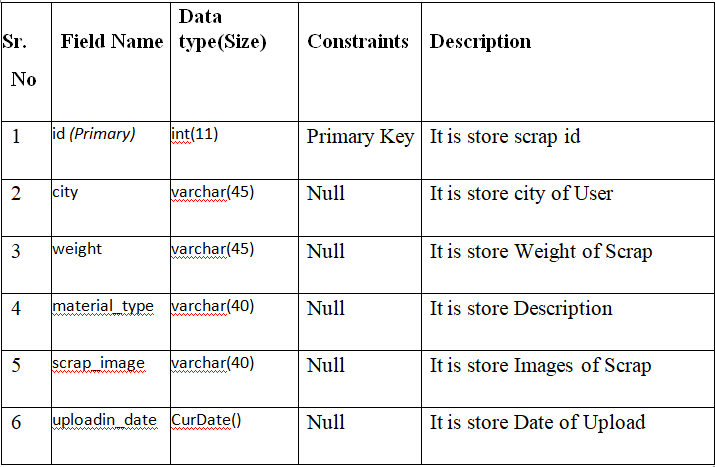 Sr. No Field Name Data type(Size) Constraints Description
1 id (Primary) int(11) Primary Key It is store scrap id
2 city varchar(45) Null It is store city of User
3 weight varchar(45) Null It is store Weight of Scrap
4 material_type varchar(40) Null It is store Description
5 scrap_image varchar(40) Null It is store Images of Scrap
6 uploadin_date CurDate() Null It is store Date of Upload